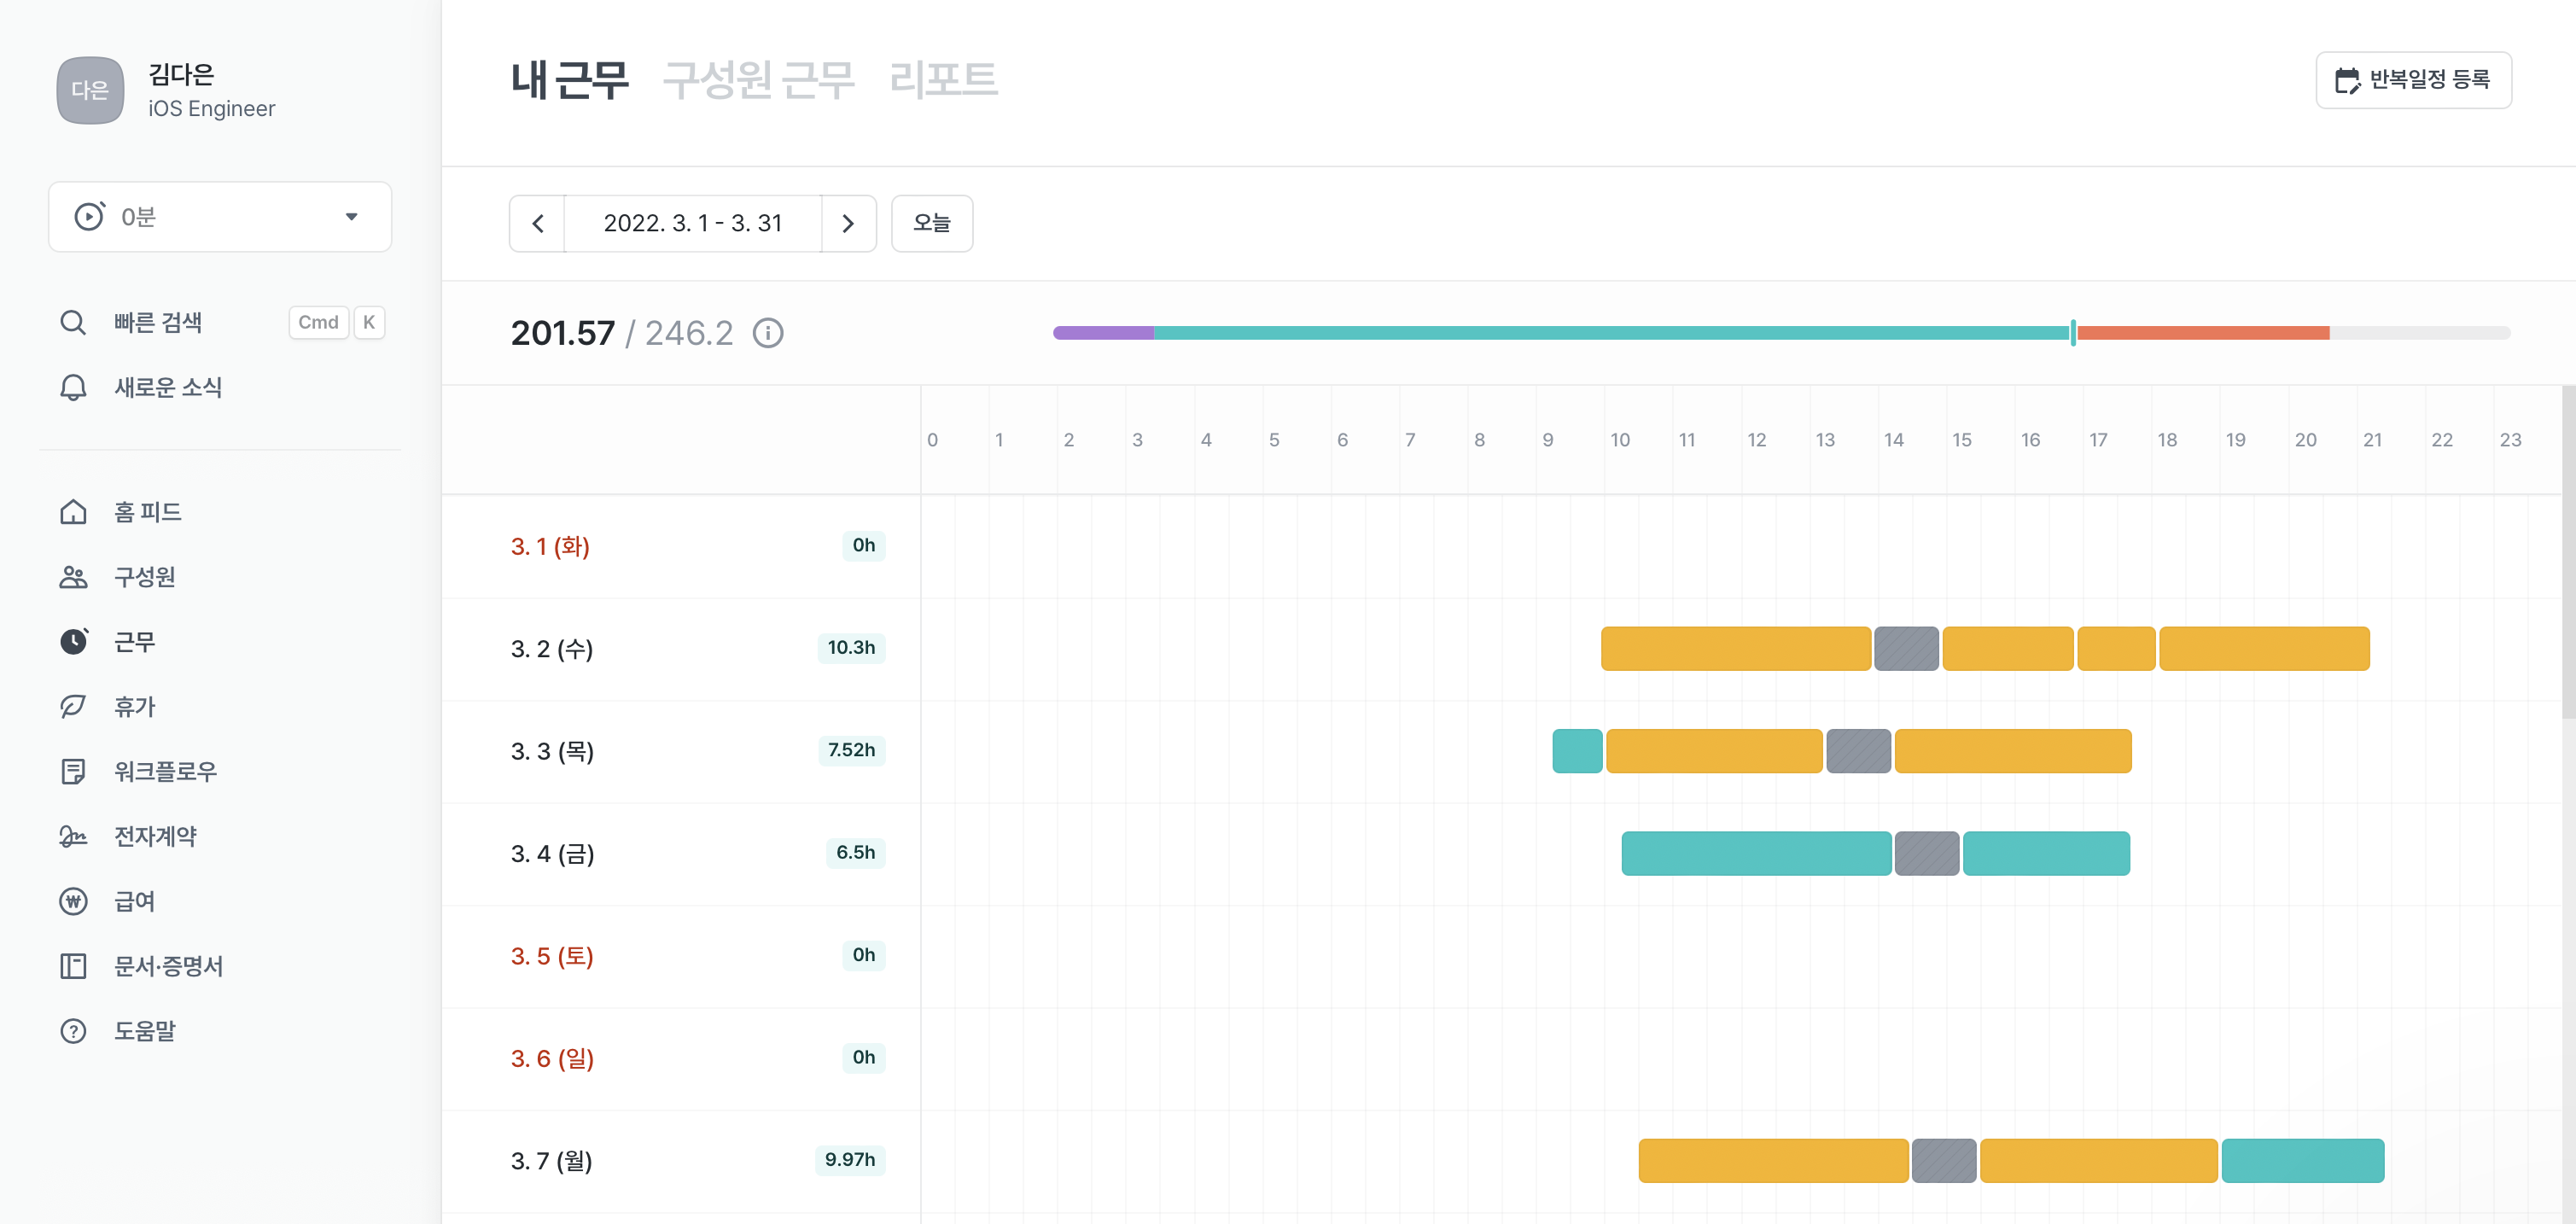 다은
김다은
iOS Engineer
0분
빠른 검색 Cmd K
새로운 소식
홈 피드
구성원
근무
휴가
워크플로우
전자계약
급여
문서·증명서
도움말
내 근무 구성원 근무 리포트
반복일정 등록
2022. 3. 1 - 3. 31 오늘
201.57 / 246.2
0 1 2 3 4 5 6 7 8 9 10 11 12 13 14 15 16 17 18 19 20 21 22 23
3. 1 (화) 0h
3. 2 (수) 10.3h
3. 3 (목) 7.52h
3. 4 (금) 6.5h
3. 5 (토) 0h
3. 6 (일) 0h
3. 7 (월) 9.97h